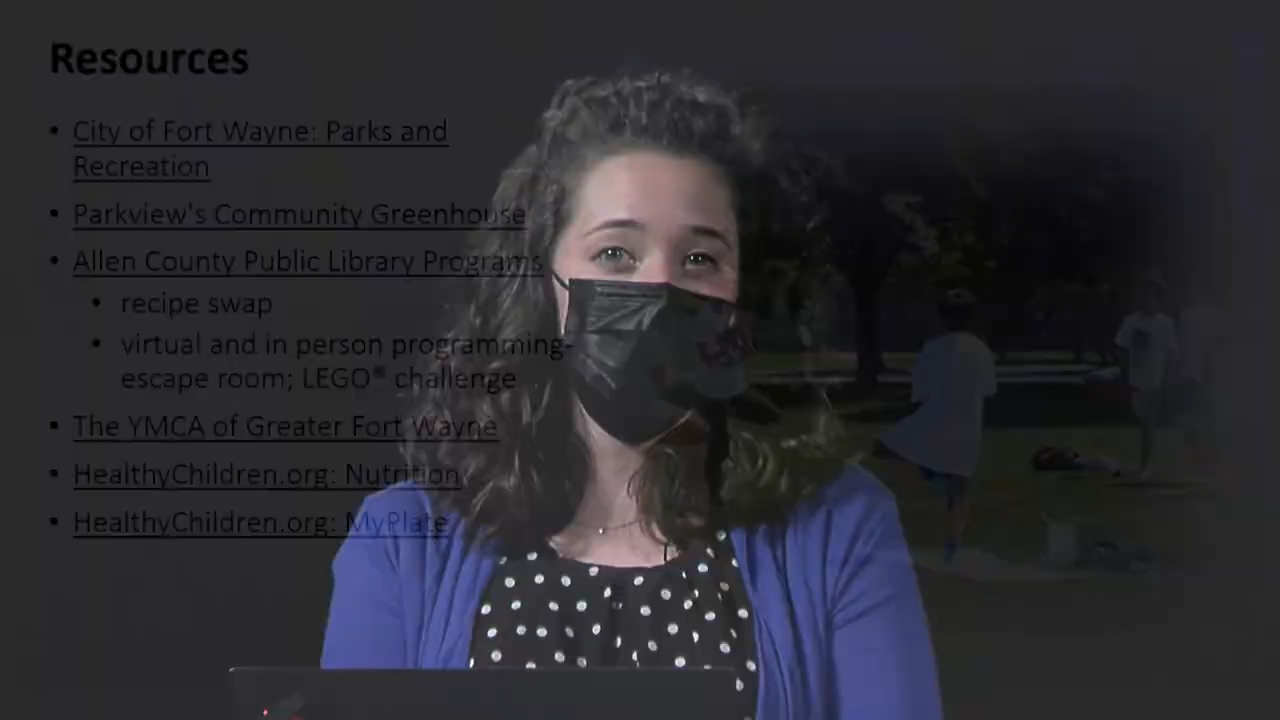 Resources
• City of Fort Wayne: Parks and
Recreation
• Parkview's Community Greenhouse
• Allen County Public Library Programs
• recipe swap
• virtual and in person programming-
escape room; LEGO® challenge
• The YMCA of Greater Fort Wayne
• HealthyChildren.org: Nutrition
• HealthyChildren.org: MyPlate